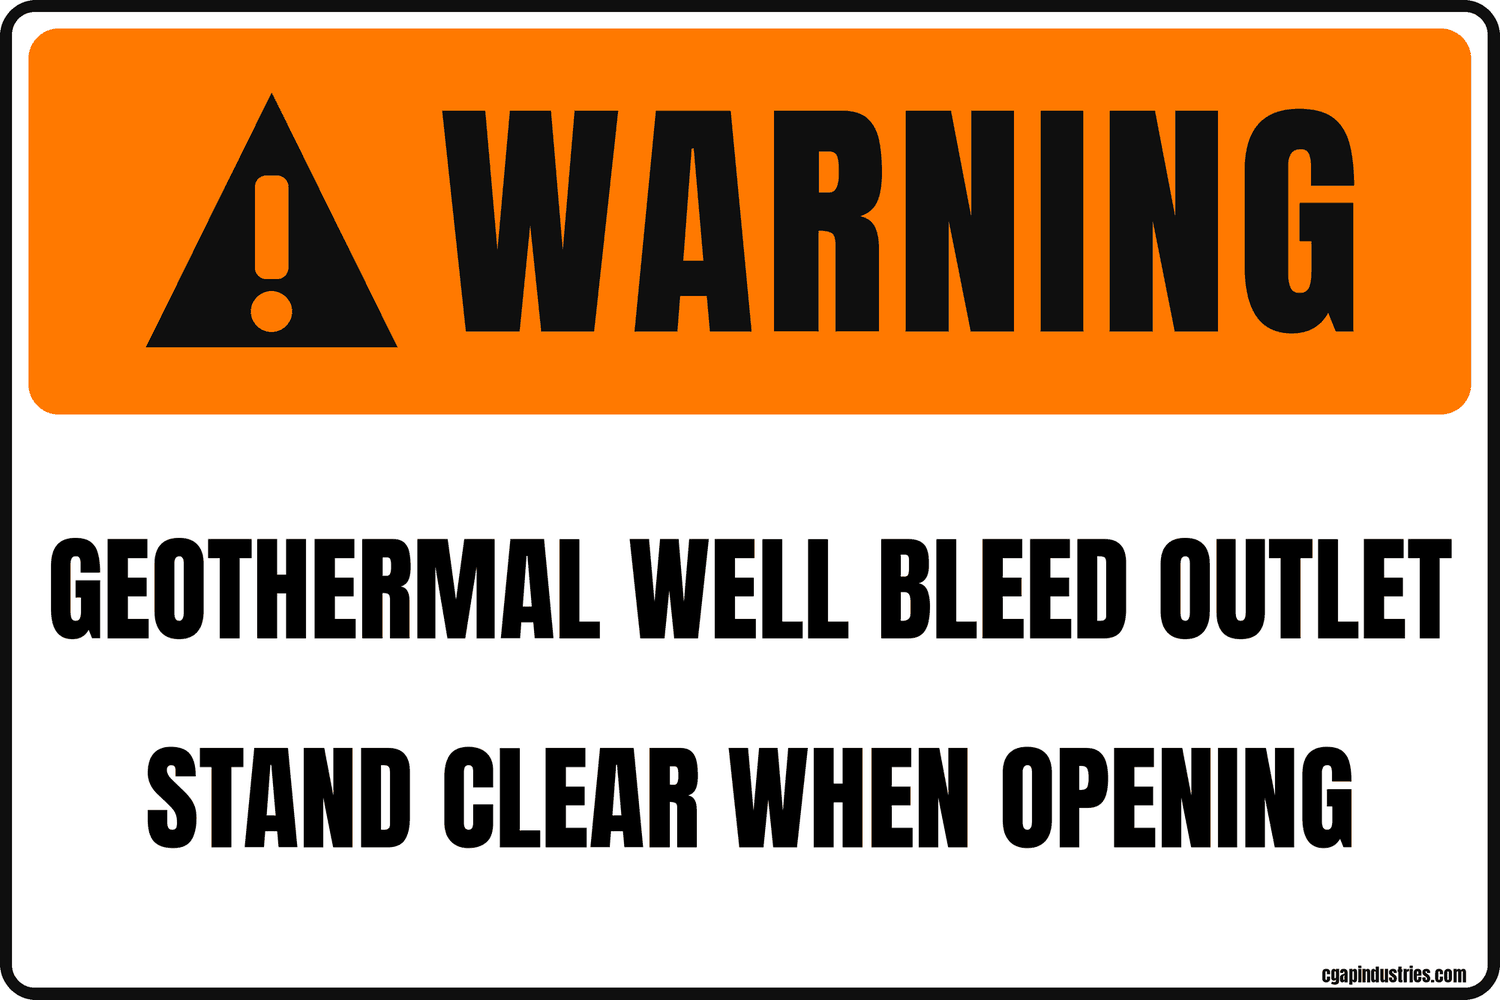 WARNING
GEOTHERMAL WELL BLEED OUTLET
STAND CLEAR WHEN OPENING
cgapindustries.com